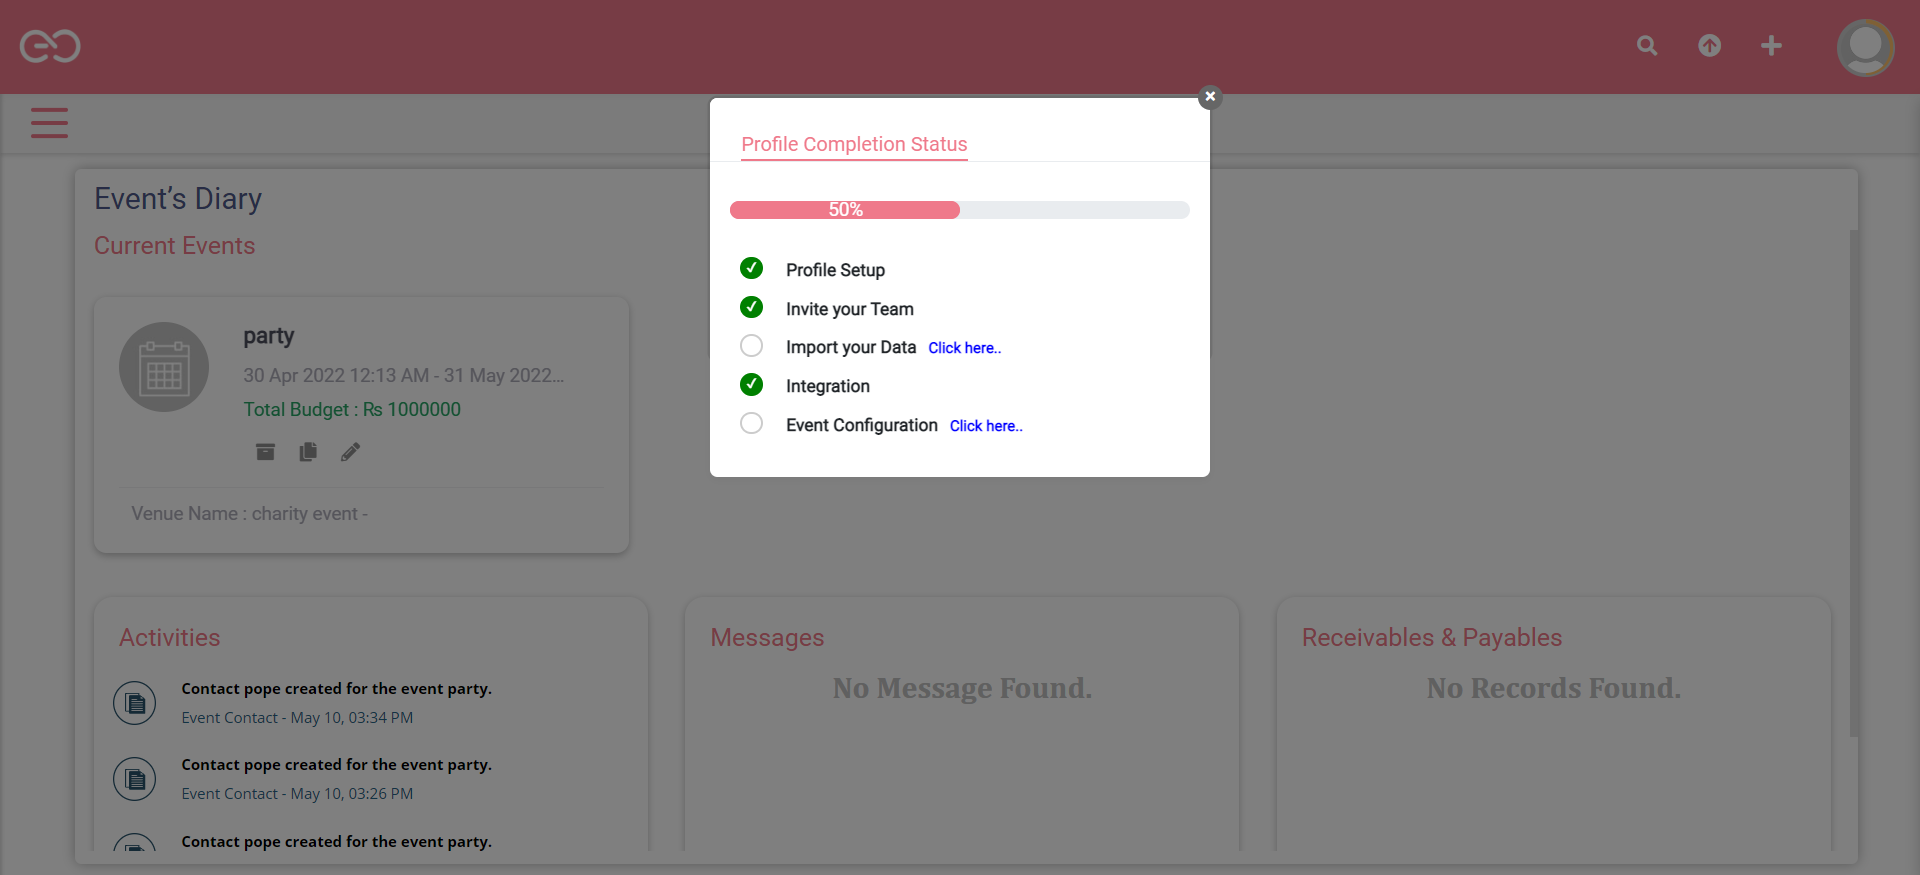 Profile Completion Status
50%
Profile Setup
Invite your Team
Import your Data Click here..
Integration
Event Configuration Click here..
Event’s Diary
Current Events
party
30 Apr 2022 12:13 AM - 31 May 2022...
Total Budget : ₨ 1000000
Venue Name : charity event -
Activities
Contact pope created for the event party.
Event Contact - May 10, 03:34 PM
Contact pope created for the event party.
Event Contact - May 10, 03:26 PM
Contact pope created for the event party.
Messages
No Message Found.
Receivables & Payables
No Records Found.